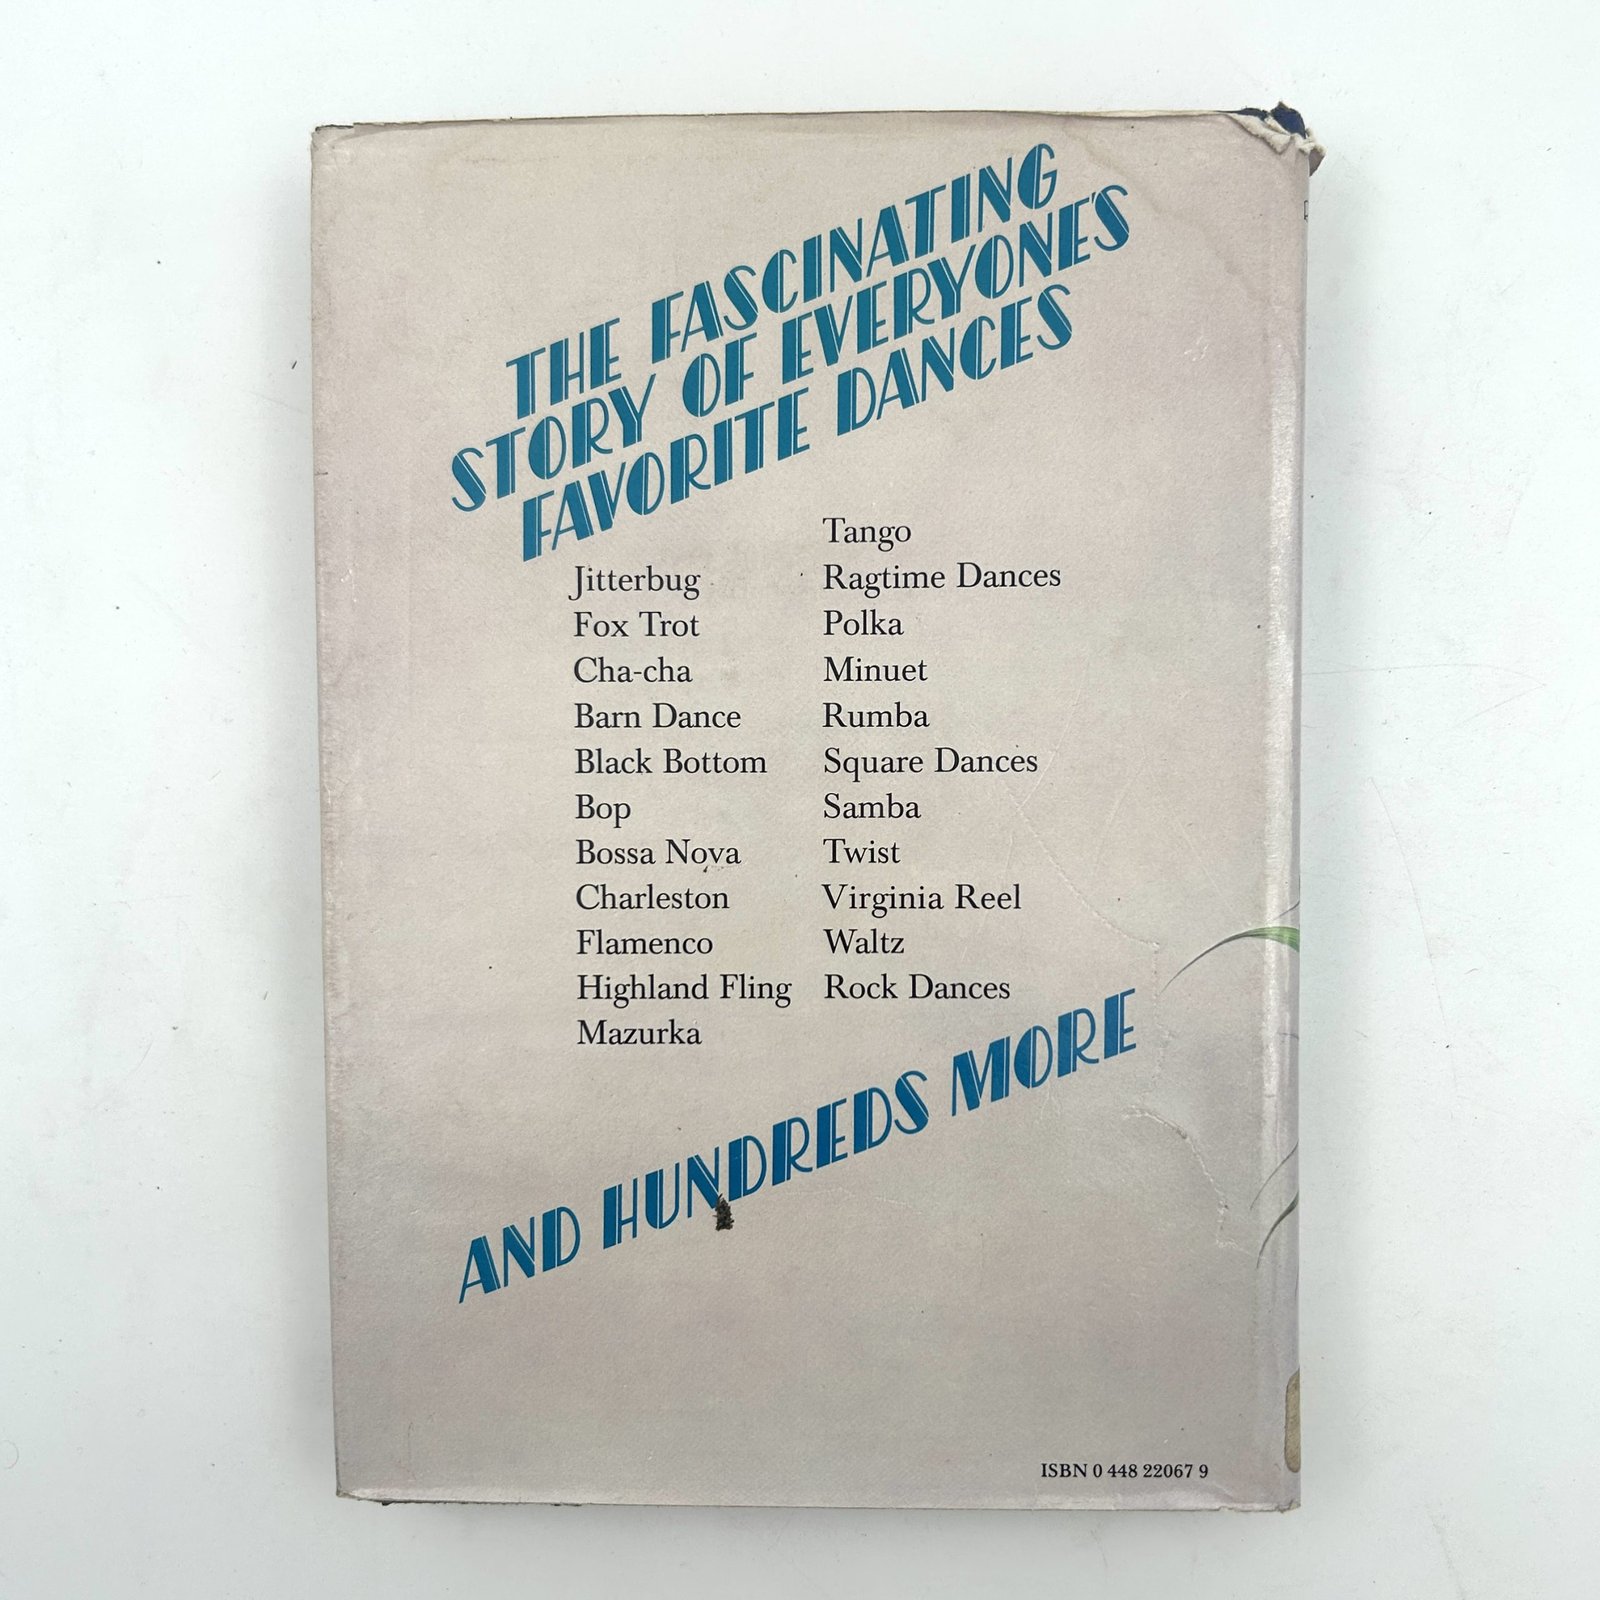 THE FASCINATING
STORY OF EVERYONE'S
FAVORITE DANCES
Jitterbug
Fox Trot
Cha-cha
Barn Dance
Black Bottom
Bop
Bossa Nova
Charleston
Flamenco
Highland Fling
Mazurka
Tango
Ragtime Dances
Polka
Minuet
Rumba
Square Dances
Samba
Twist
Virginia Reel
Waltz
Rock Dances
AND HUNDREDS MORE
ISBN 0 448 22067 9